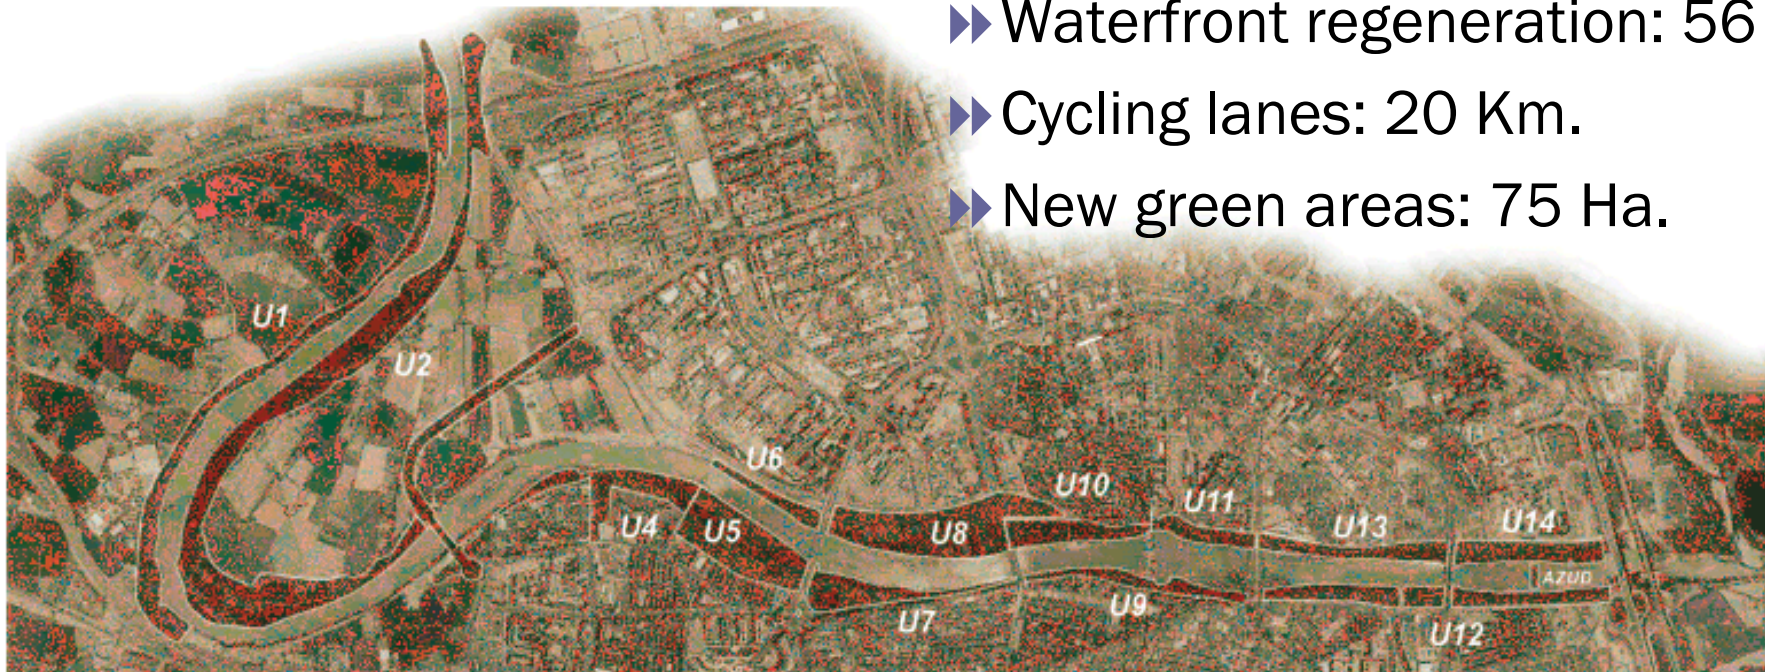 Waterfront regeneration: 56
Cycling lanes: 20 Km.
New green areas: 75 Ha.
U1
U2
U6
U10
U11
U4
U5
U8
U13
U14
AZUD
U7
U9
U12